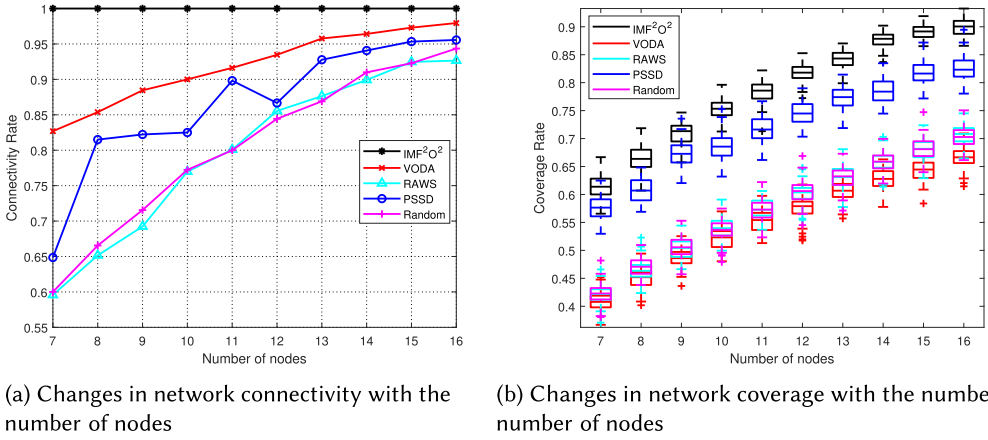 1
0.95
0.9
0.85
0.8
0.75
0.7
0.65
0.6
0.55
Connectivity Rate
IMF²O²
VODA
RAWS
PSSD
Random
7 8 9 10 11 12 13 14 15 16
Number of nodes
(a) Changes in network connectivity with the
number of nodes
0.9
0.85
0.8
0.75
0.7
0.65
0.6
0.55
0.5
0.45
0.4
Coverage Rate
IMF²O²
VODA
RAWS
PSSD
Random
7 8 9 10 11 12 13 14 15 16
Number of nodes
(b) Changes in network coverage with the numbe
number of nodes